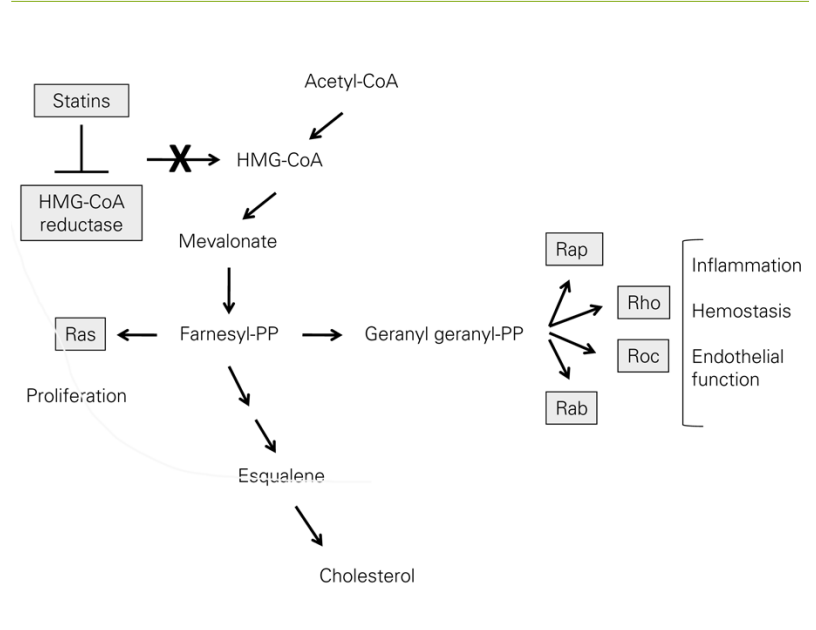 Acetyl-CoA
Statins
X
HMG-CoA
HMG-CoA
reductase
Mevalonate
Rap
Inflammation
Rho
Hemostasis
Ras
Farnesyl-PP
Geranyl geranyl-PP
Roc
Endothelial
function
Proliferation
Rab
Esqualene
Cholesterol